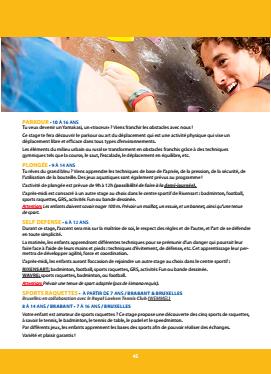 PARKOUR • 10 À 16 ANS
Tu veux devenir un Yamakasi, un «traceur» ? Viens franchir les obstacles avec nous !
Ce stage te fera découvrir le parkour ou art du déplacement qui est une activité physique qui vise un
déplacement libre et efficace dans tous types d'environnements.
Les éléments du milieu urbain ou rural se transforment en obstacles franchis grâce à des techniques
gymniques tels que la course, le saut, l'escalade, le déplacement en équilibre, etc.
PLONGÉE • 9 À 14 ANS
Tu rêves du grand bleu ? Viens apprendre les techniques de base de l'apnée, de la pression, de la sécurité, de
l'utilisation de la bouteille. Des jeux aquatiques sont également prévus au programme !
L'activité de plongée est prévue de 9h à 12h (possibilité de faire à la demi-journée).
L'après-midi est consacré à un autre stage au choix dans le centre sportif de Rixensart : badminton, football,
sports raquettes, GRS, activités Fun ou bande dessinée.
Attention: Les enfants doivent savoir nager 100 m. Prévoir un maillot, un essuie, et un bonnet, ainsi qu'une tenue
de sport.
SELF DEFENSE • 6 À 12 ANS
Durant ce stage, l'accent sera mis sur la maîtrise de soi, le respect des règles et de l'autre, et l'art de se défendre
en toute simplicité.
La matinée, les enfants apprendront différentes techniques pour se prémunir d'un danger qui pourrait leur
faire face à l'aide de leurs mains et pieds: techniques d'évitement, de défense, etc. Cet apprentissage leur per-
mettra de développer agilité, force et coordination.
L'après-midi, les enfants auront l'occasion de rejoindre un autre stage au choix dans le centre sportif :
RIXENSART: badminton, football, sports raquettes, GRS, activités Fun ou bande dessinée.
WAVRE: sports raquettes, badminton, ou football.
Attention: Prévoir une tenue de sport adaptée (pas de kimono requis).
SPORTS RAQUETTES • À PARTIR DE 7 ANS / BRABANT & BRUXELLES
Bruxelles: en collaboration avec le Royal Laeken Tennis Club (WEMMEL)
8 À 14 ANS / BRABANT • 7 À 16 ANS / BRUXELLES
Votre enfant est amateur de sports raquettes ? Ce stage propose une découverte des cinq sports de raquettes,
à savoir le tennis, le badminton, le tennis de table, le padel et le speedminton.
Par différents jeux, les enfants apprennent les bases des sports afin de pouvoir réaliser des échanges.
Variété et plaisir garantis !
45